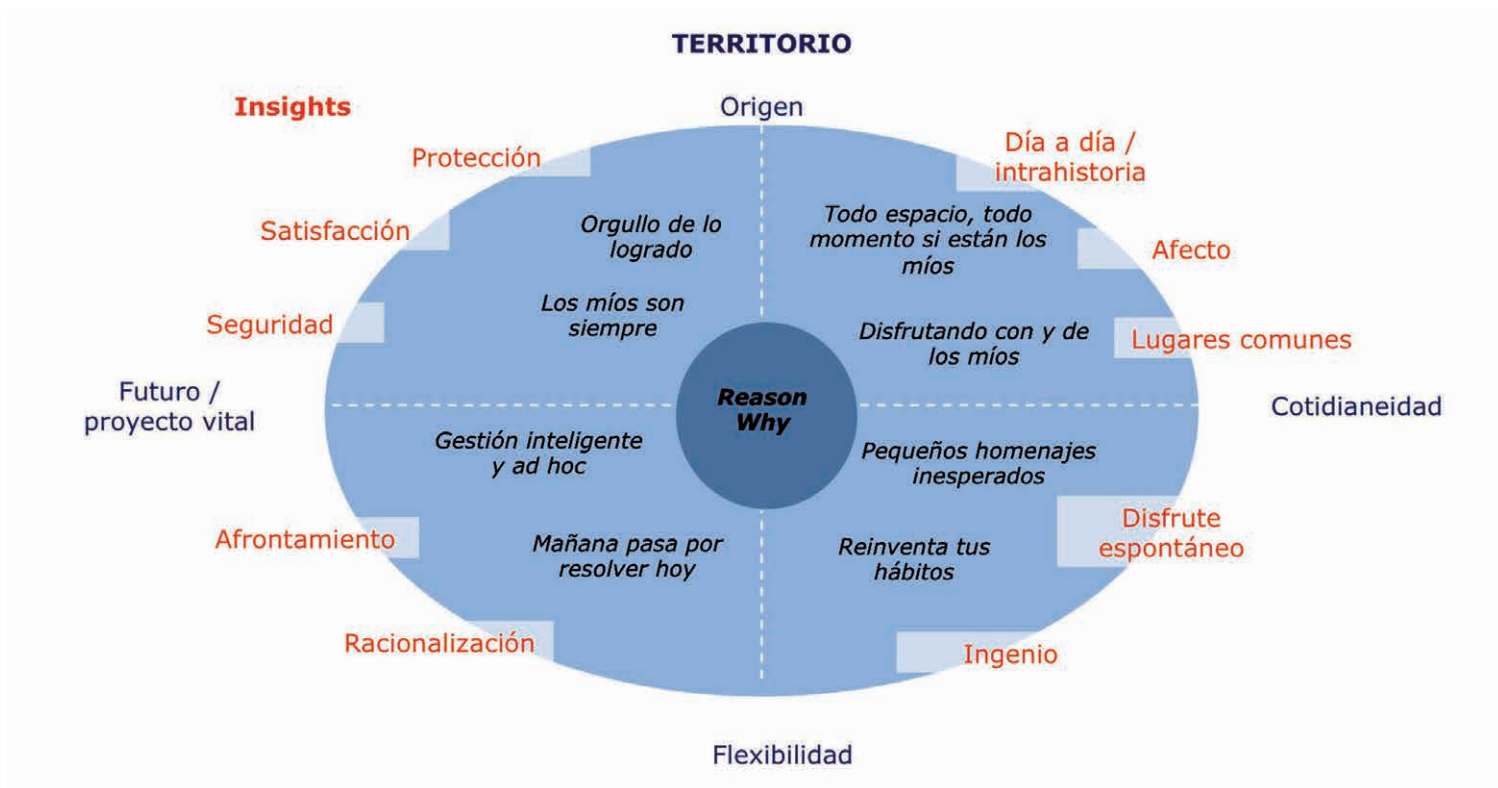 TERRITORIO
Insights
Origen
Protección
Día a día /
intrahistoria
Satisfacción
Orgullo de lo
logrado
Todo espacio, todo
momento si están los
míos
Afecto
Seguridad
Los míos son
siempre
Disfrutando con y de
los míos
Lugares comunes
Futuro /
proyecto vital
Reason
Why
Cotidianeidad
Gestión inteligente
y ad hoc
Pequeños homenajes
inesperados
Afrontamiento
Mañana pasa por
resolver hoy
Reinventa tus
hábitos
Disfrute
espontáneo
Racionalización
Ingenio
Flexibilidad